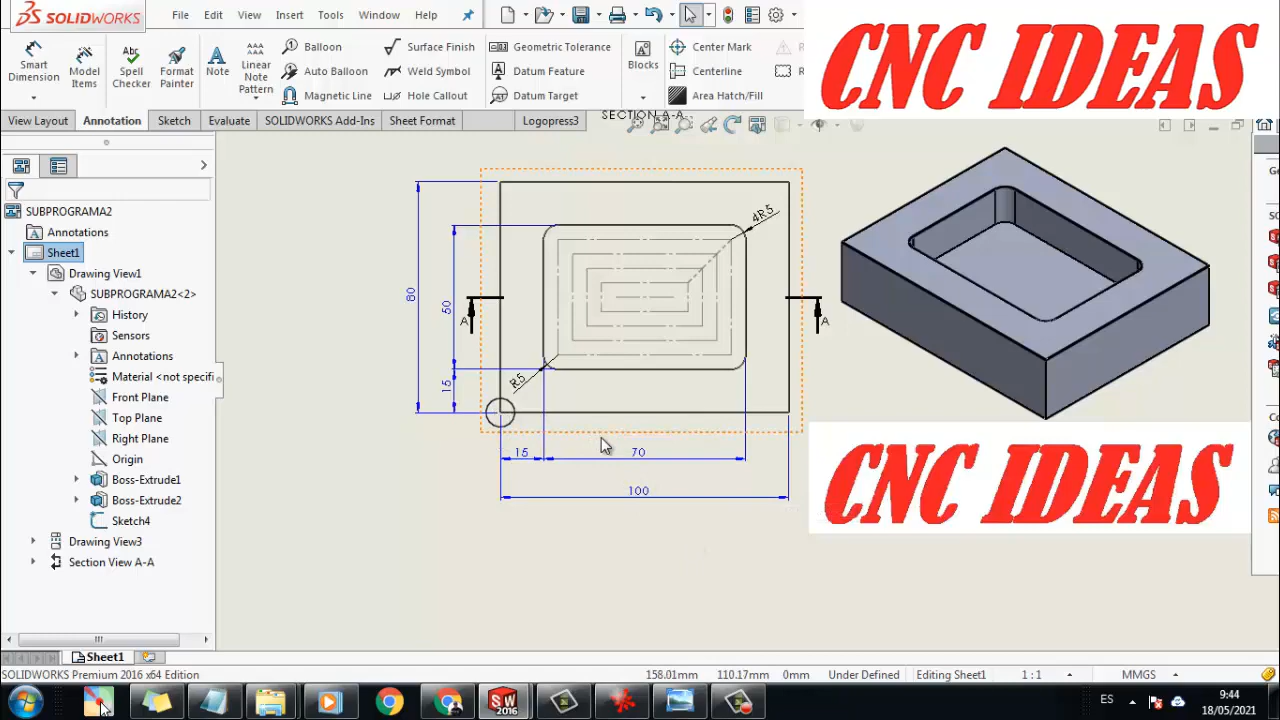 SOLIDWORKS
File Edit View Insert Tools Window Help
Smart Dimension
Model Items
Spell Checker
Format Painter
Note
Linear Note Pattern
Balloon
Auto Balloon
Magnetic Line
Surface Finish
Weld Symbol
Hole Callout
Geometric Tolerance
Datum Feature
Datum Target
Blocks
Center Mark
Centerline
Area Hatch/Fill
CNC IDEAS
View Layout Annotation Sketch Evaluate SOLIDWORKS Add-Ins Sheet Format Logopress3
SECTION A-A
SUBPROGRAMA2
Annotations
Sheet1
Drawing View1
SUBPROGRAMA2<2>
History
Sensors
Annotations
Material <not specifi
Front Plane
Top Plane
Right Plane
Origin
Boss-Extrude1
Boss-Extrude2
Sketch4
Drawing View3
Section View A-A
4R5
80
50
A
A
R5
15
15
70
100
CNC IDEAS
Sheet1
SOLIDWORKS Premium 2016 x64 Edition
158.01mm 110.17mm 0mm Under Defined Editing Sheet1 1 : 1 MMGS
SW
2016
ES
9:44
18/05/2021